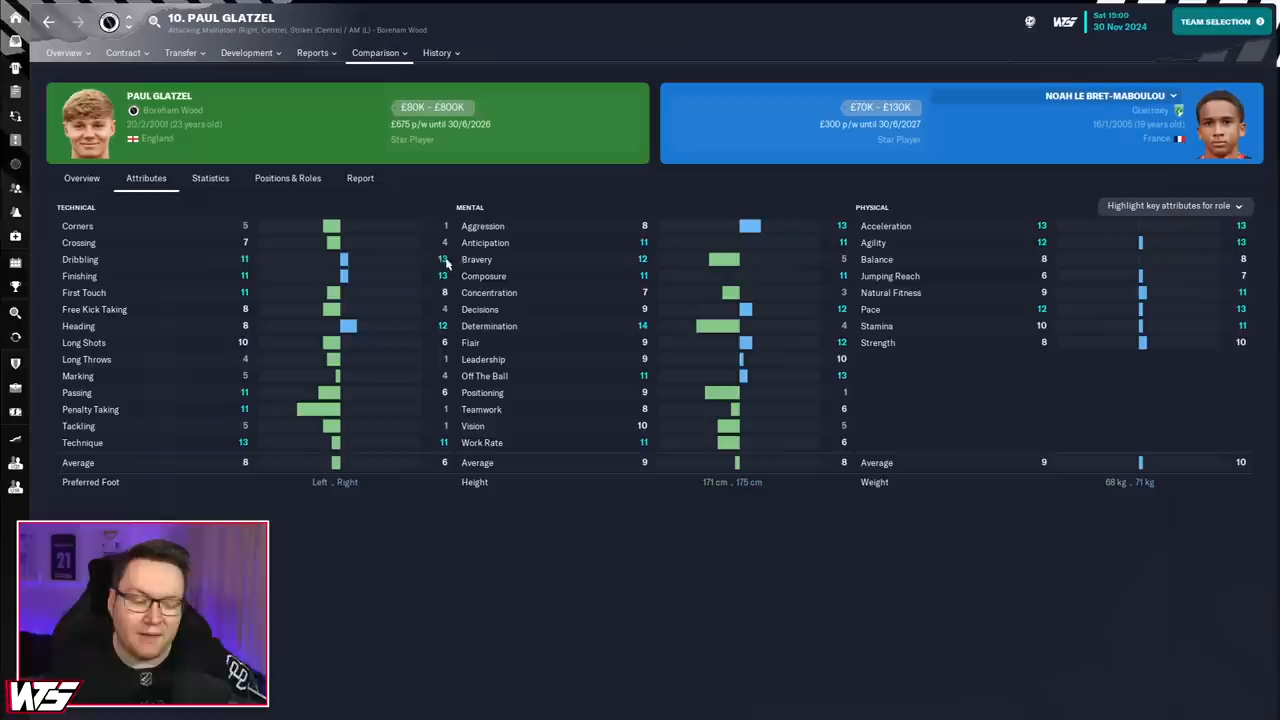 10. PAUL GLATZEL
Attacking Midfielder (Right, Centre), Striker (Centre) / AM (L) - Boreham Wood
WTS
Sat 15:00
30 Nov 2024
TEAM SELECTION
Overview
Contract
Transfer
Development
Reports
Comparison
History
PAUL GLATZEL
Boreham Wood
20/2/2001 (23 years old)
England
£80K - £800K
£675 p/w until 30/6/2026
Star Player
NOAH LE BRET-MABOULOU
Guernsey
16/1/2005 (19 years old)
France
£70K - £130K
£300 p/w until 30/6/2027
Star Player
Overview
Attributes
Statistics
Positions & Roles
Report
Highlight key attributes for role
TECHNICAL
Corners 5 1
Crossing 7 4
Dribbling 11 13
Finishing 11 13
First Touch 11 8
Free Kick Taking 8 4
Heading 8 12
Long Shots 10 6
Long Throws 4 1
Marking 5 4
Passing 11 6
Penalty Taking 11 1
Tackling 5 1
Technique 13 11
Average 8 6
Preferred Foot Left - Right
MENTAL
Aggression 8 13
Anticipation 11 11
Bravery 12 5
Composure 11 11
Concentration 7 3
Decisions 9 12
Determination 14 4
Flair 9 12
Leadership 9 10
Off The Ball 11 13
Positioning 9 1
Teamwork 8 6
Vision 10 5
Work Rate 11 6
Average 9 8
Height 171 cm - 175 cm
PHYSICAL
Acceleration 13 13
Agility 12 13
Balance 8 8
Jumping Reach 6 7
Natural Fitness 9 11
Pace 12 13
Stamina 10 11
Strength 8 10
Average 9 10
Weight 68 kg - 71 kg
21
WTS